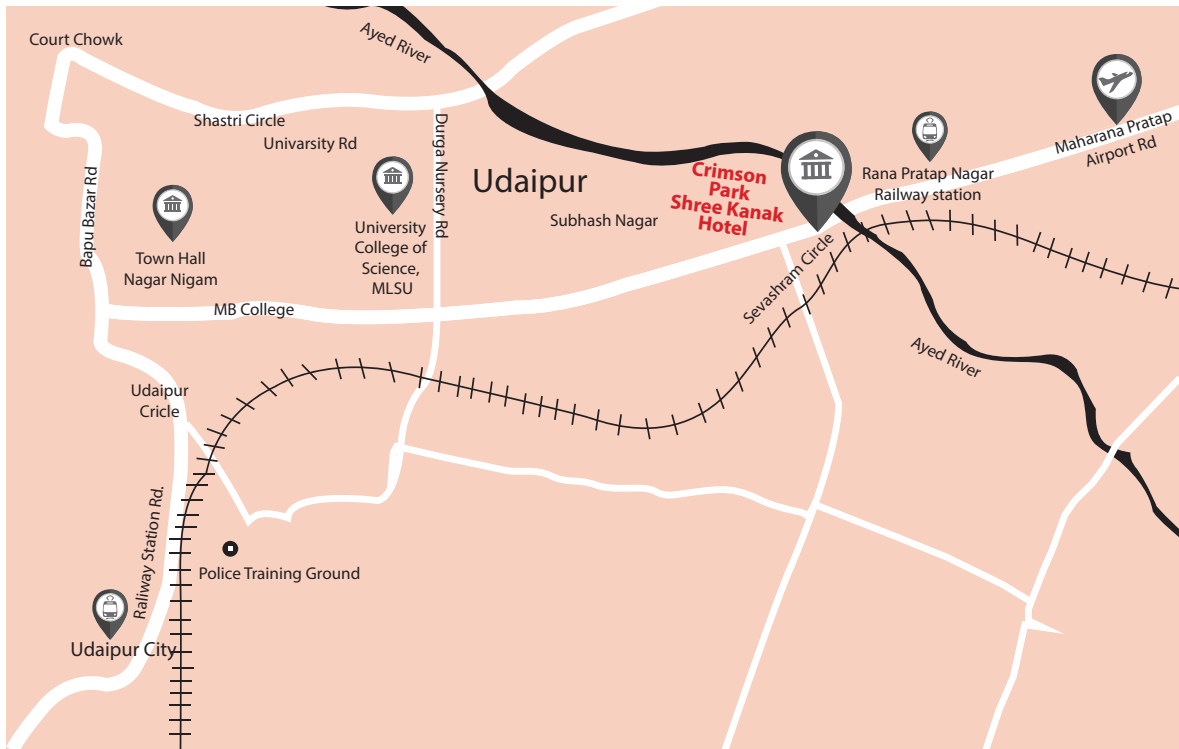 Court Chowk
Ayed River
Shastri Circle
Univarsity Rd
Durga Nursery Rd
Bapu Bazar Rd
Town Hall
Nagar Nigam
University
College of
Science,
MLSU
Udaipur
Subhash Nagar
Crimson
Park
Shree Kanak
Hotel
Rana Pratap Nagar
Railway station
Maharana Pratap
Airport Rd
MB College
Sevashram Circle
Ayed River
Udaipur
Cricle
Raliway Station Rd.
Police Training Ground
Udaipur City